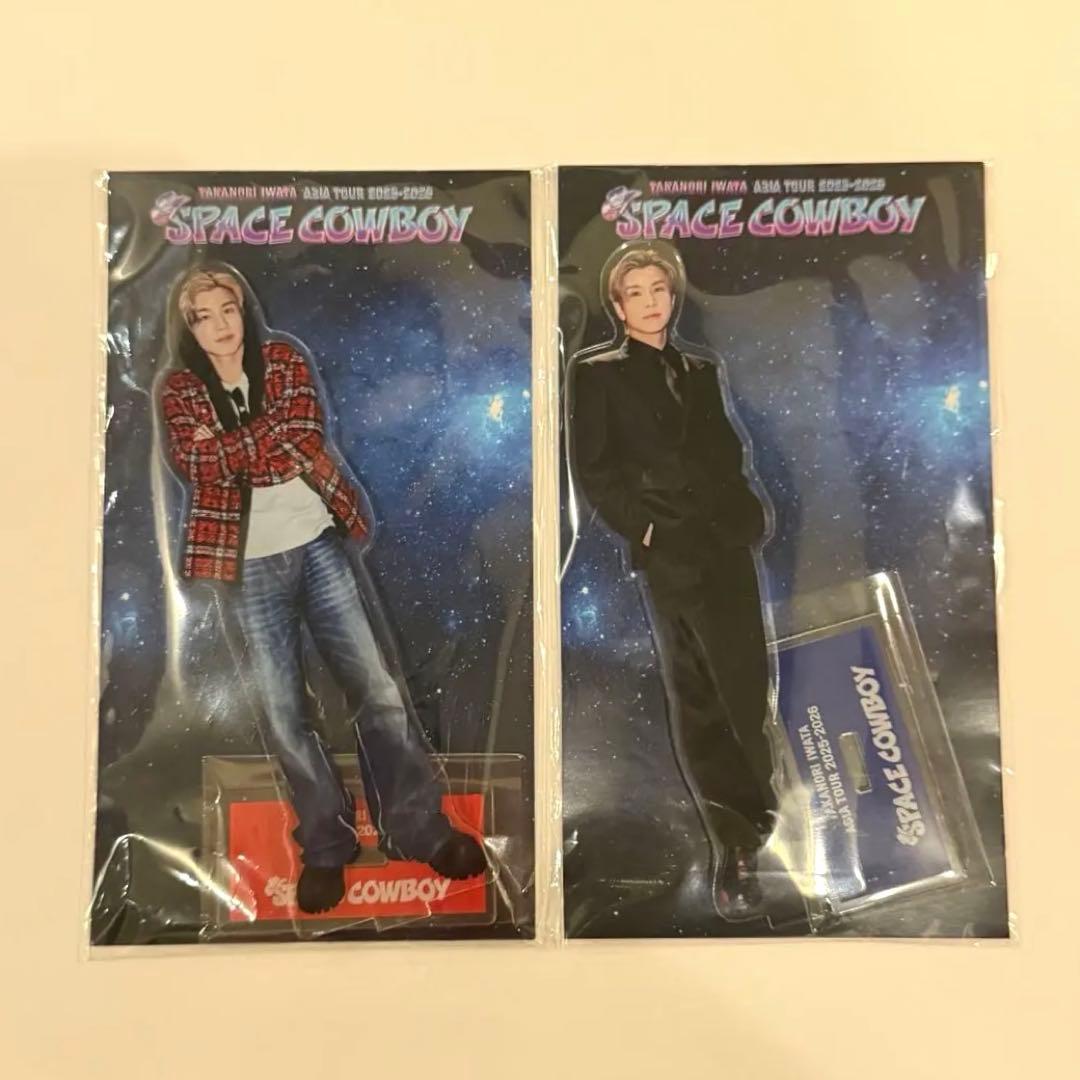 TAKANORI IWATA ASIA TOUR 2025-2026
SPACE COWBOY
TAKANORI IWATA ASIA TOUR 2025-2026
SPACE COWBOY
COWBOY
TAKANORI IWATA
ASIA TOUR 2025-2026
SPACE COWBOY